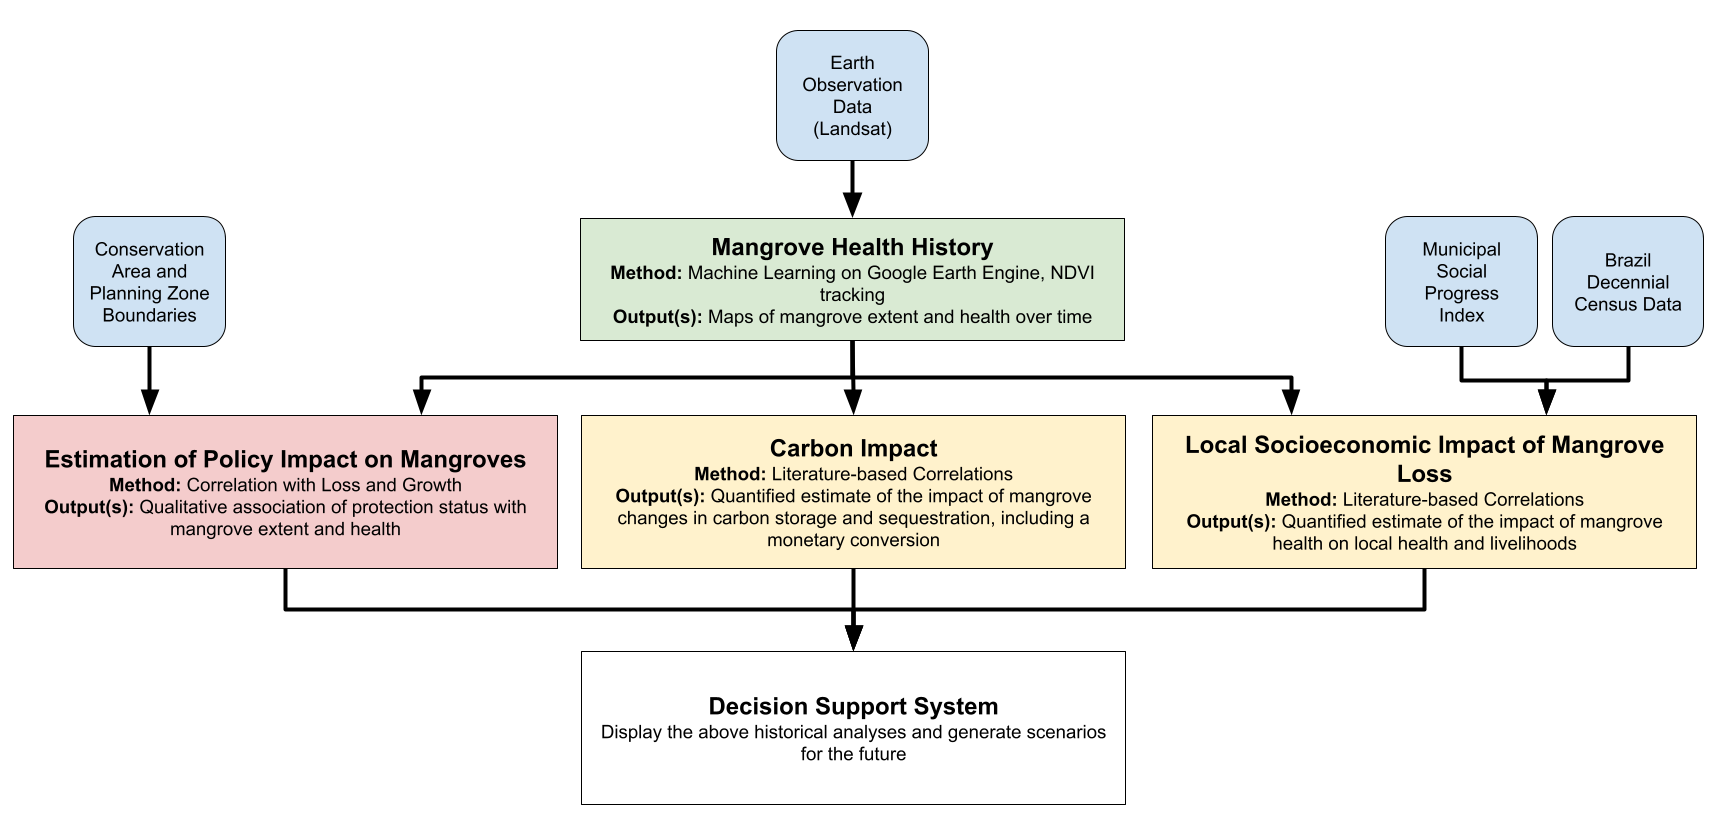 Earth
Observation
Data
(Landsat)
Conservation
Area and
Planning Zone
Boundaries
Mangrove Health History
Method: Machine Learning on Google Earth Engine, NDVI
tracking
Output(s): Maps of mangrove extent and health over time
Municipal
Social
Progress
Index
Brazil
Decennial
Census Data
Estimation of Policy Impact on Mangroves
Method: Correlation with Loss and Growth
Output(s): Qualitative association of protection status with
mangrove extent and health
Carbon Impact
Method: Literature-based Correlations
Output(s): Quantified estimate of the impact of mangrove
changes in carbon storage and sequestration, including a
monetary conversion
Local Socioeconomic Impact of Mangrove
Loss
Method: Literature-based Correlations
Output(s): Quantified estimate of the impact of mangrove
health on local health and livelihoods
Decision Support System
Display the above historical analyses and generate scenarios
for the future